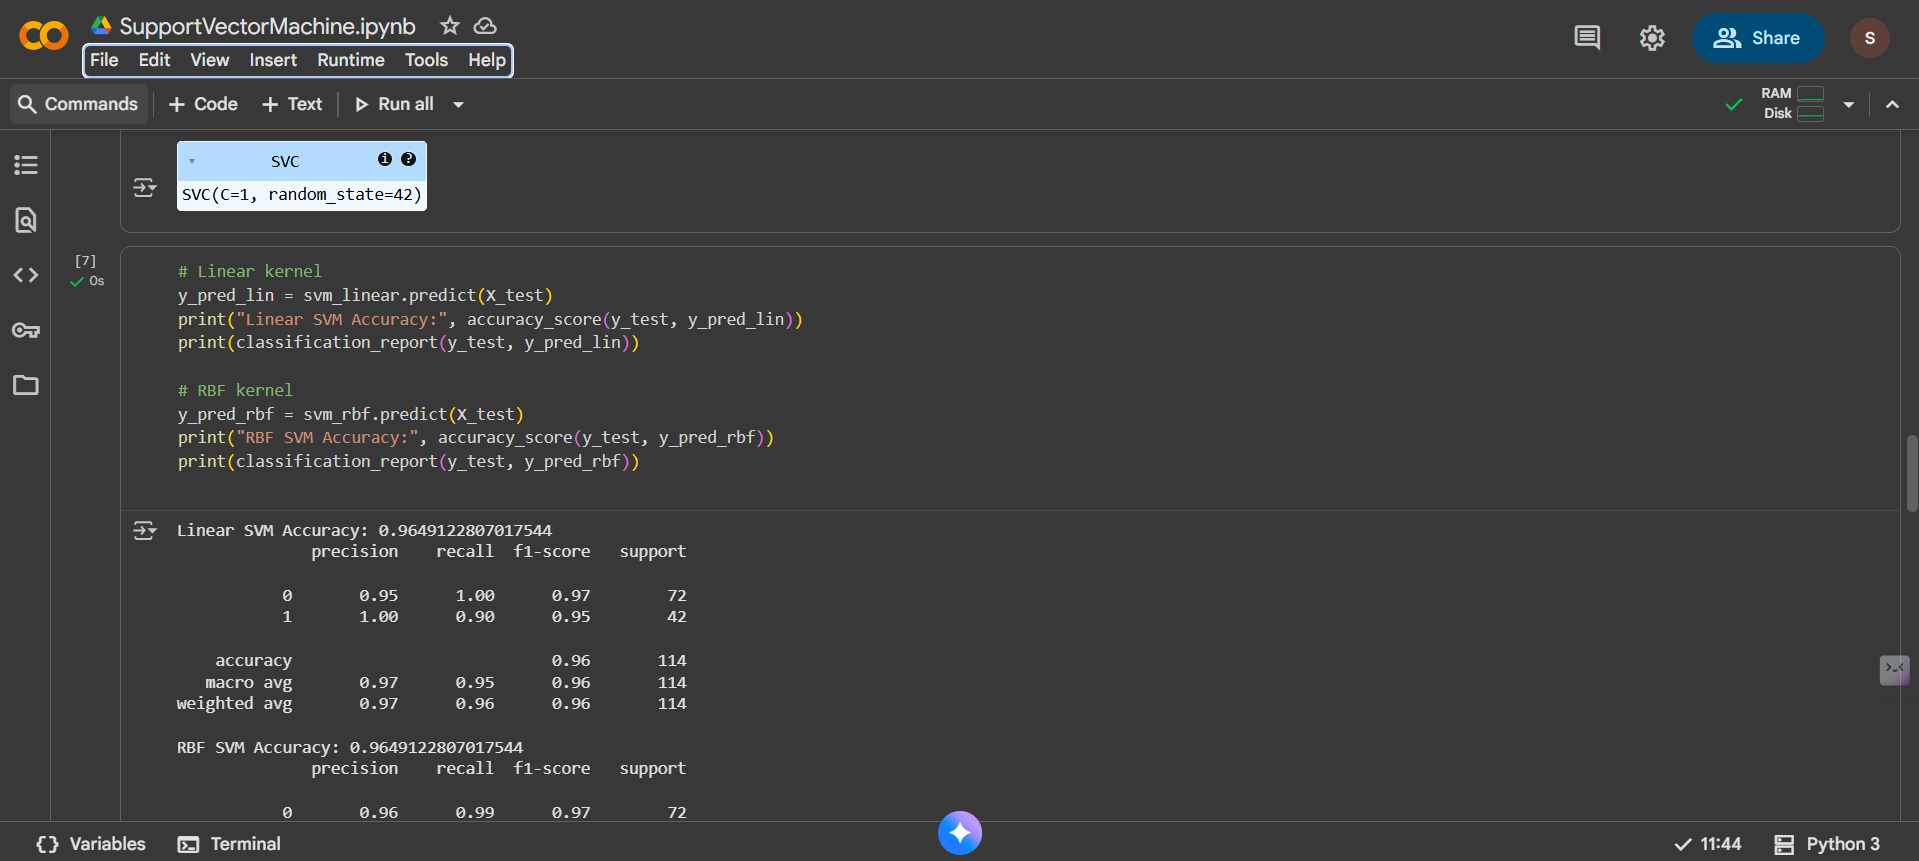 SupportVectorMachine.ipynb
File Edit View Insert Runtime Tools Help
Share
S
Commands + Code + Text Run all
RAM
Disk
SVC
SVC(C=1, random_state=42)
[7]
0s
# Linear kernel
y_pred_lin = svm_linear.predict(X_test)
print("Linear SVM Accuracy:", accuracy_score(y_test, y_pred_lin))
print(classification_report(y_test, y_pred_lin))
# RBF kernel
y_pred_rbf = svm_rbf.predict(X_test)
print("RBF SVM Accuracy:", accuracy_score(y_test, y_pred_rbf))
print(classification_report(y_test, y_pred_rbf))
Linear SVM Accuracy: 0.9649122807017544
precision recall f1-score support
0 0.95 1.00 0.97 72
1 1.00 0.90 0.95 42
accuracy 0.96 114
macro avg 0.97 0.95 0.96 114
weighted avg 0.97 0.96 0.96 114
RBF SVM Accuracy: 0.9649122807017544
precision recall f1-score support
0 0.96 0.99 0.97 72
Variables Terminal 11:44 Python 3